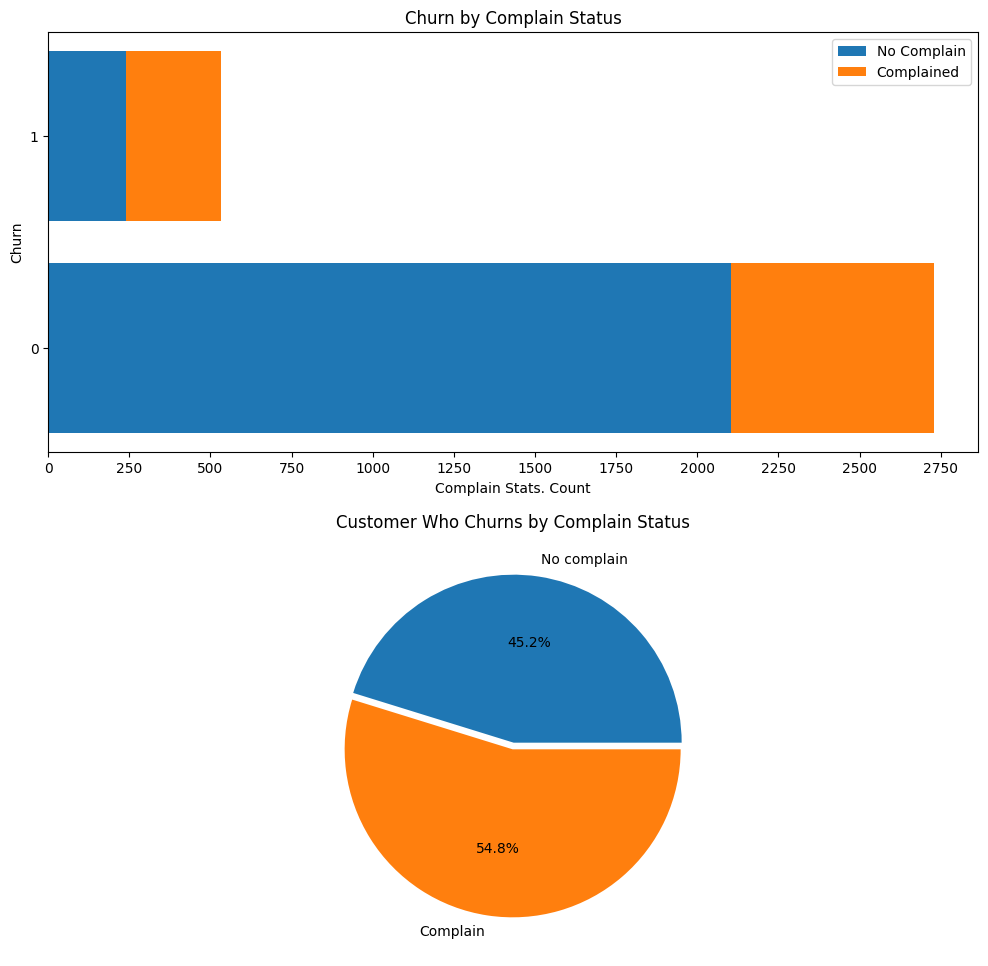 Churn by Complain Status
No Complain
Complained
1
Churn
0
0 250 500 750 1000 1250 1500 1750 2000 2250 2500 2750
Complain Stats. Count
Customer Who Churns by Complain Status
No complain
45.2%
54.8%
Complain